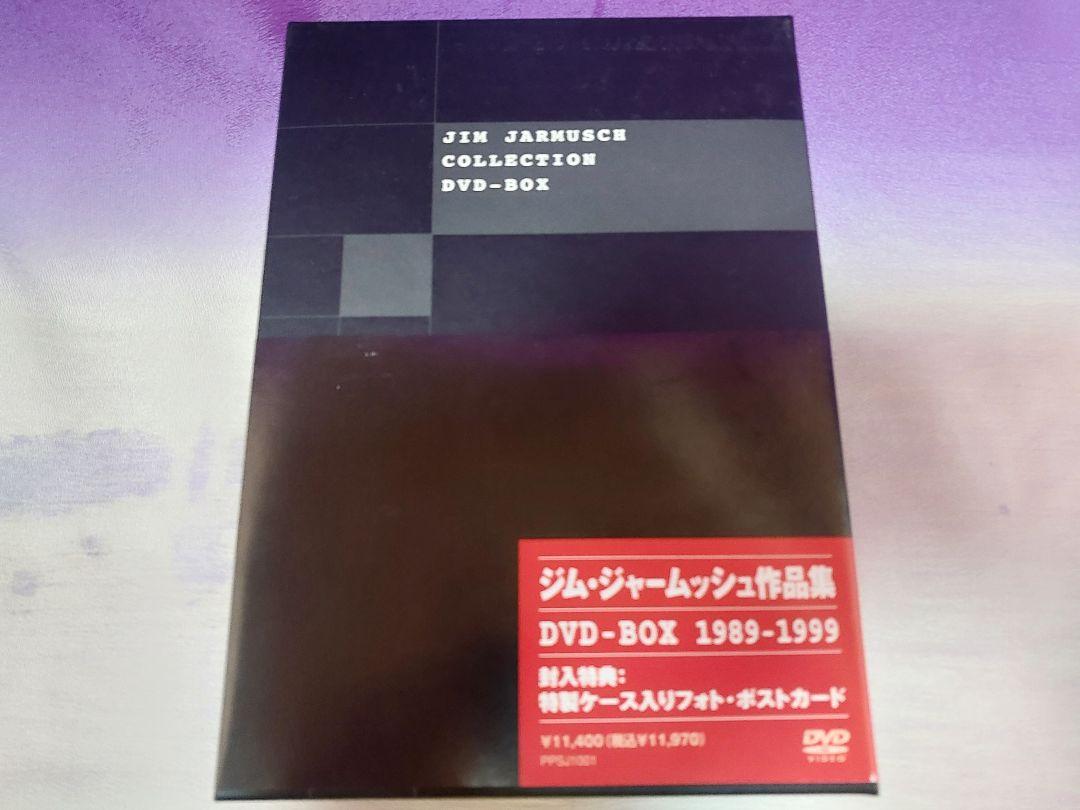 JIM JARMUSCH
COLLECTION
DVD-BOX
ジム・ジャームッシュ作品集
DVD-BOX 1989-1999
封入特典:
特製ケース入りフォト・ポストカード
¥11,400(税込¥11,970)
PPSJ1001
DVD
VIDEO